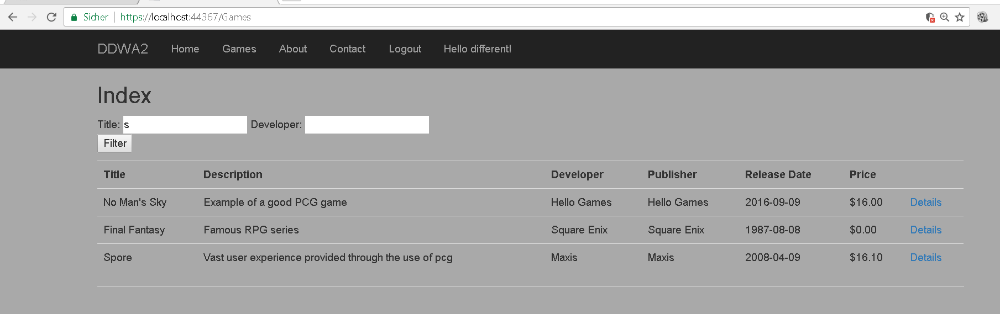 Sicher https://localhost:44367/Games
DDWA2 Home Games About Contact Logout Hello different!
Index
Title: s Developer:
Filter
Title Description Developer Publisher Release Date Price
No Man's Sky Example of a good PCG game Hello Games Hello Games 2016-09-09 $16.00 Details
Final Fantasy Famous RPG series Square Enix Square Enix 1987-08-08 $0.00 Details
Spore Vast user experience provided through the use of pcg Maxis Maxis 2008-04-09 $16.10 Details